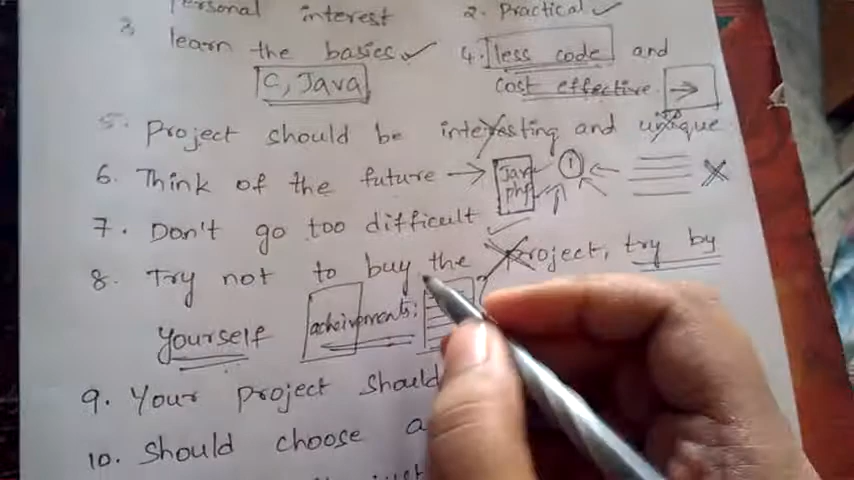 Personal interest
2. Practical
3
learn the basics
4. less code and
C, Java
cost effective
5. Project should be interesting and unique
6. Think of the future
Java
php
1
7. Don't go too difficult
8. Try not to buy the project, try by
yourself
acheivements:
9. Your project should
10. should choose a